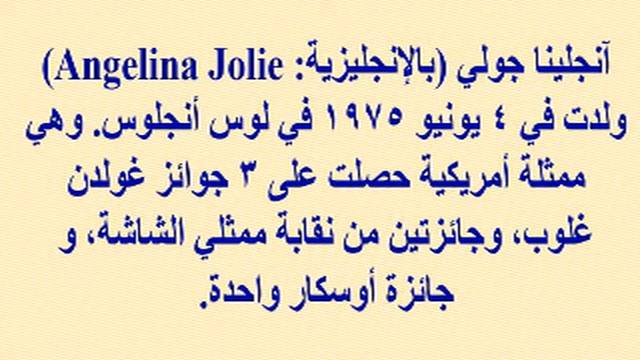 آنجلينا جولي (بالإنجليزية: Angelina Jolie)
ولدت في ٤ يونيو ١٩٧٥ في لوس أنجلوس. وهي
ممثلة أمريكية حصلت على ٣ جوائز غولدن
غلوب، وجائزتين من نقابة ممثلي الشاشة، و
جائزة أوسكار واحدة.